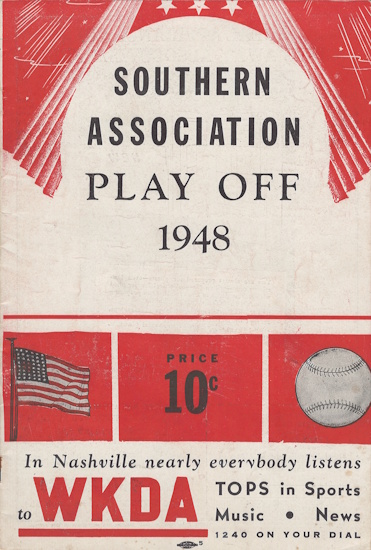 SOUTHERN
ASSOCIATION
PLAY OFF
1948
PRICE
10¢
In Nashville nearly everybody listens
to WKDA
TOPS in Sports
Music • News
1240 ON YOUR DIAL